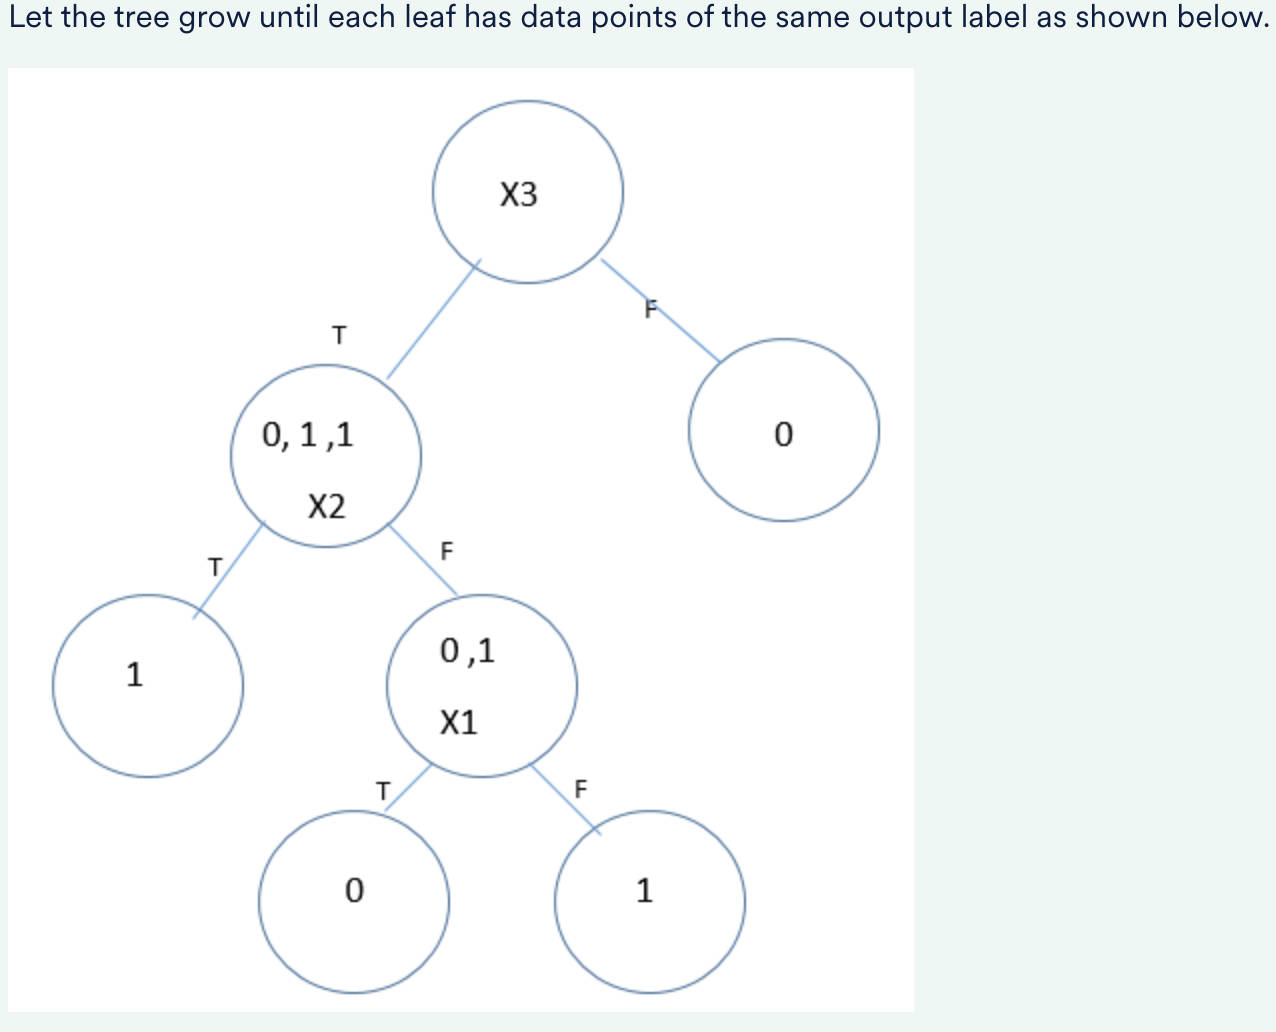 Let the tree grow until each leaf has data points of the same output label as shown below.
X3
T
F
0, 1 ,1
X2
0
T
F
1
0 ,1
X1
T
F
0
1